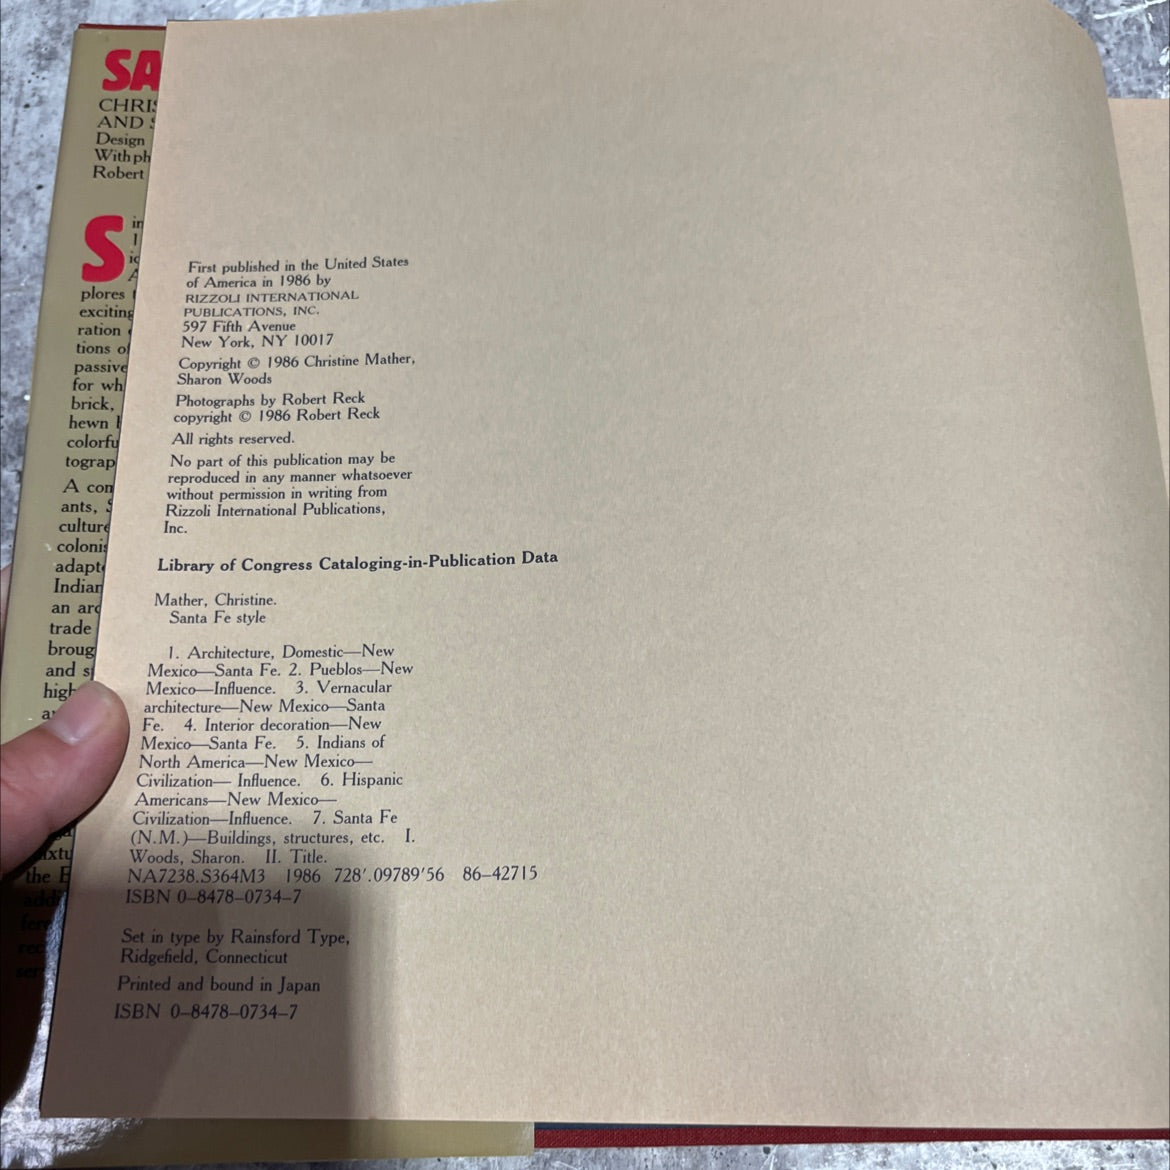 SA
CHRIS
AND S
Design
With ph
Robert
S in
plores t
exciting
ration
tions of
passive
for wh
brick,
hewn
colorfu
tograp
A con
ants, S
culture
colonis
adapt
Indian
an arc
trade
broug
and s
high
the E
First published in the United States
of America in 1986 by
RIZZOLI INTERNATIONAL
PUBLICATIONS, INC.
597 Fifth Avenue
New York, NY 10017
Copyright © 1986 Christine Mather,
Sharon Woods
Photographs by Robert Reck
copyright © 1986 Robert Reck
All rights reserved.
No part of this publication may be
reproduced in any manner whatsoever
without permission in writing from
Rizzoli International Publications,
Inc.
Library of Congress Cataloging-in-Publication Data
Mather, Christine.
Santa Fe style
1. Architecture, Domestic—New
Mexico—Santa Fe. 2. Pueblos—New
Mexico—Influence. 3. Vernacular
architecture—New Mexico—Santa
Fe. 4. Interior decoration—New
Mexico—Santa Fe. 5. Indians of
North America—New Mexico—
Civilization— Influence. 6. Hispanic
Americans—New Mexico—
Civilization—Influence. 7. Santa Fe
(N.M.)—Buildings, structures, etc. I.
Woods, Sharon. II. Title.
NA7238.S364M3 1986 728'.09789'56 86–42715
ISBN 0–8478–0734–7
Set in type by Rainsford Type,
Ridgefield, Connecticut
Printed and bound in Japan
ISBN 0–8478–0734–7